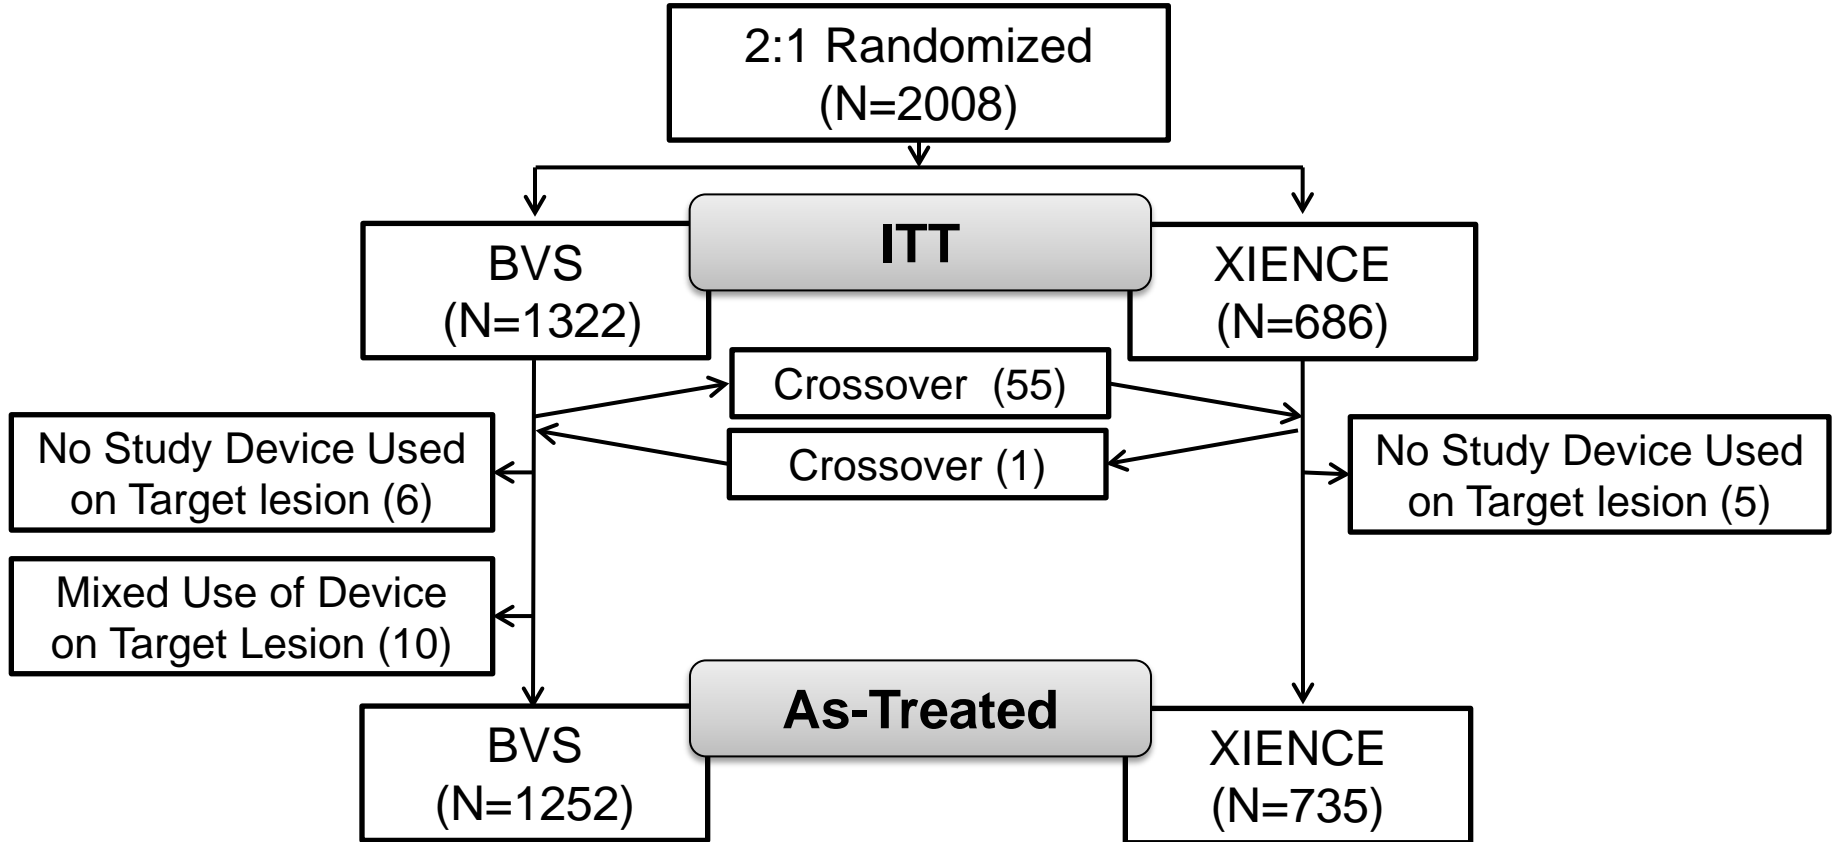 2:1 Randomized
(N=2008)
ITT
BVS
(N=1322)
XIENCE
(N=686)
Crossover (55)
Crossover (1)
No Study Device Used
on Target lesion (6)
No Study Device Used
on Target lesion (5)
Mixed Use of Device
on Target Lesion (10)
As-Treated
BVS
(N=1252)
XIENCE
(N=735)